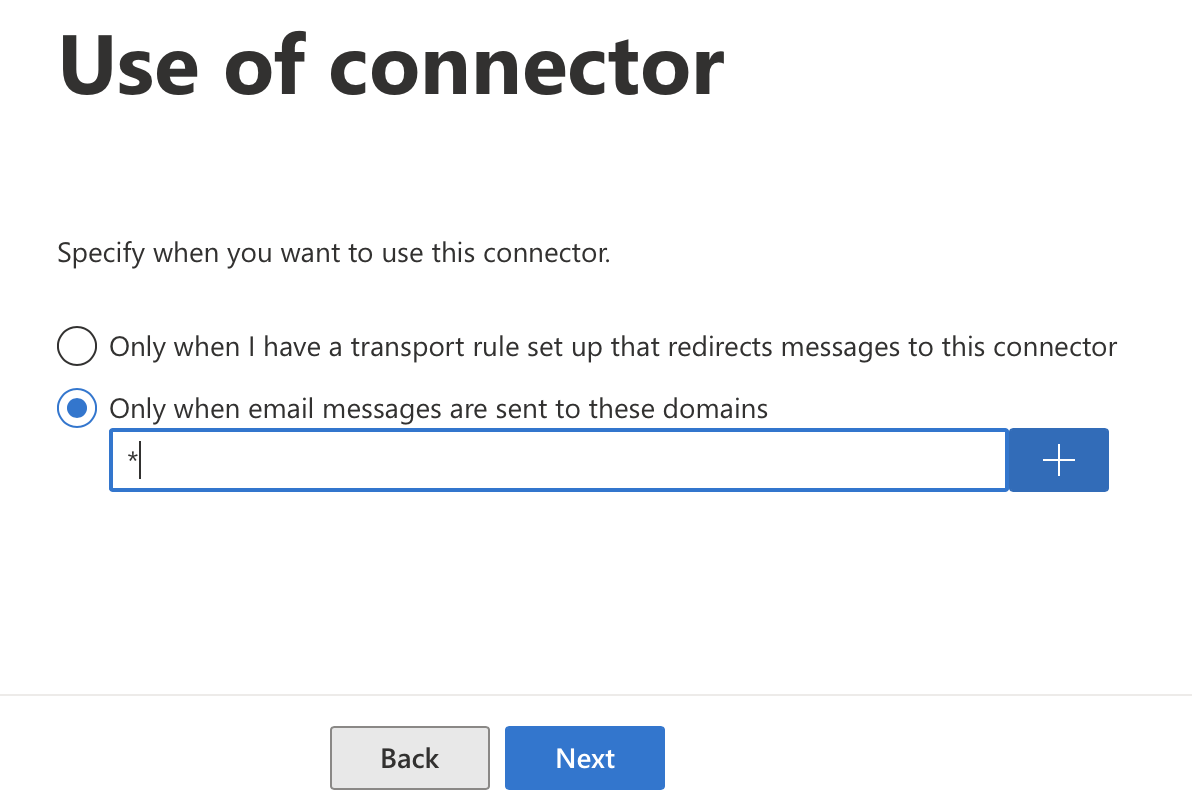 Use of connector
Specify when you want to use this connector.
Only when I have a transport rule set up that redirects messages to this connector
Only when email messages are sent to these domains
*
Back
Next